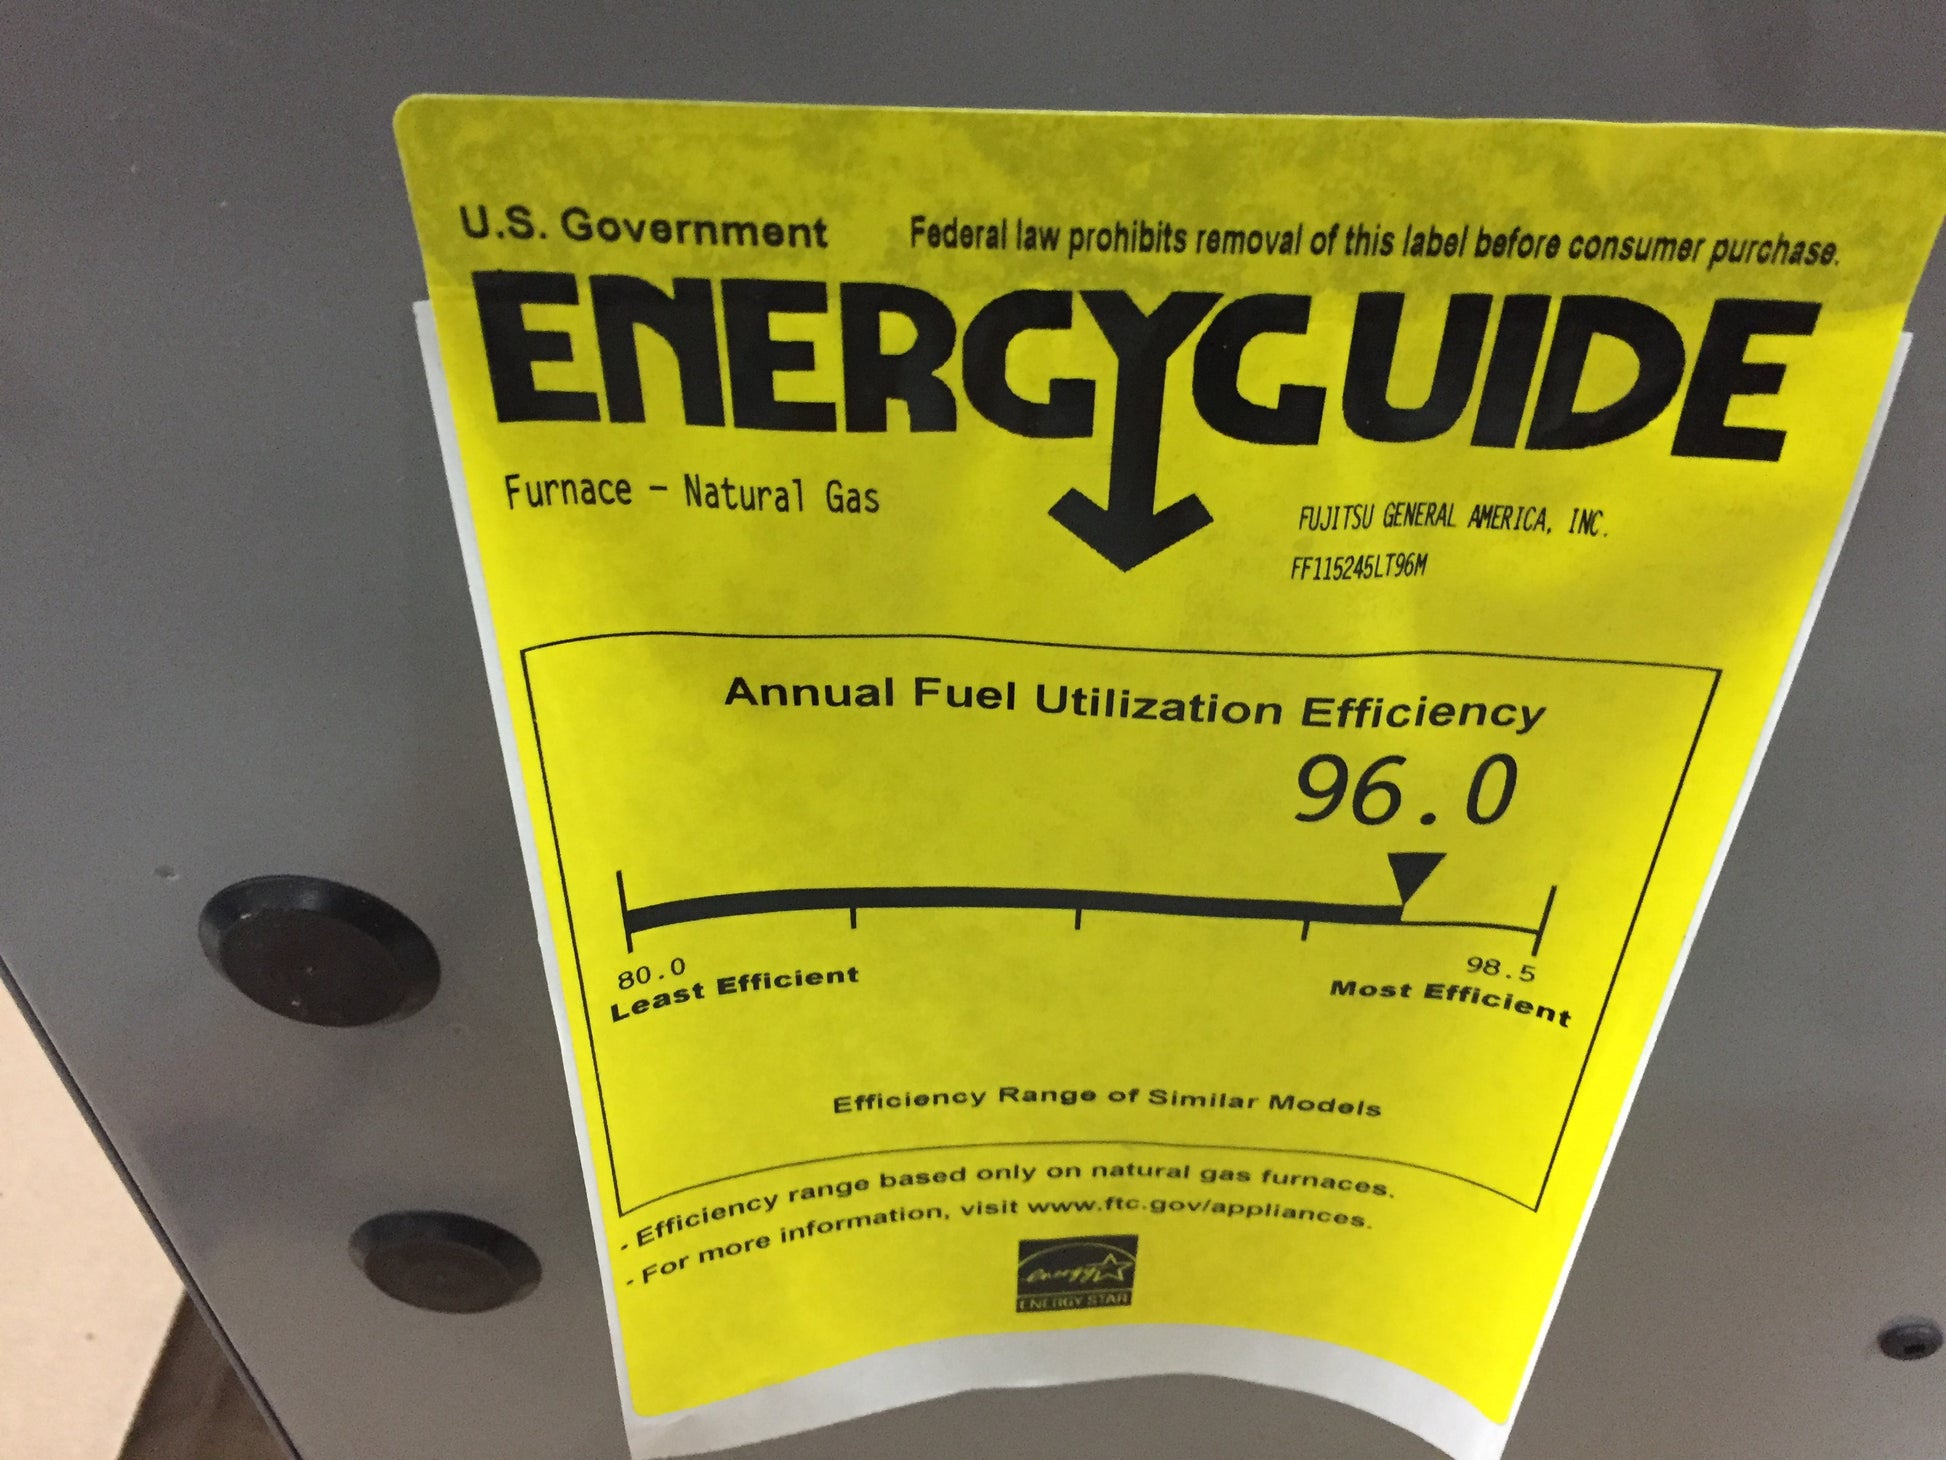 U.S. Government Federal law prohibits removal of this label before consumer purchase.
ENERGYGUIDE
Furnace - Natural Gas
FUJITSU GENERAL AMERICA, INC.
FF115245LT96M
Annual Fuel Utilization Efficiency
96.0
80.0 98.5
Least Efficient Most Efficient
Efficiency Range of Similar Models
- Efficiency range based only on natural gas furnaces.
- For more information, visit www.ftc.gov/appliances.
energy
ENERGY STAR